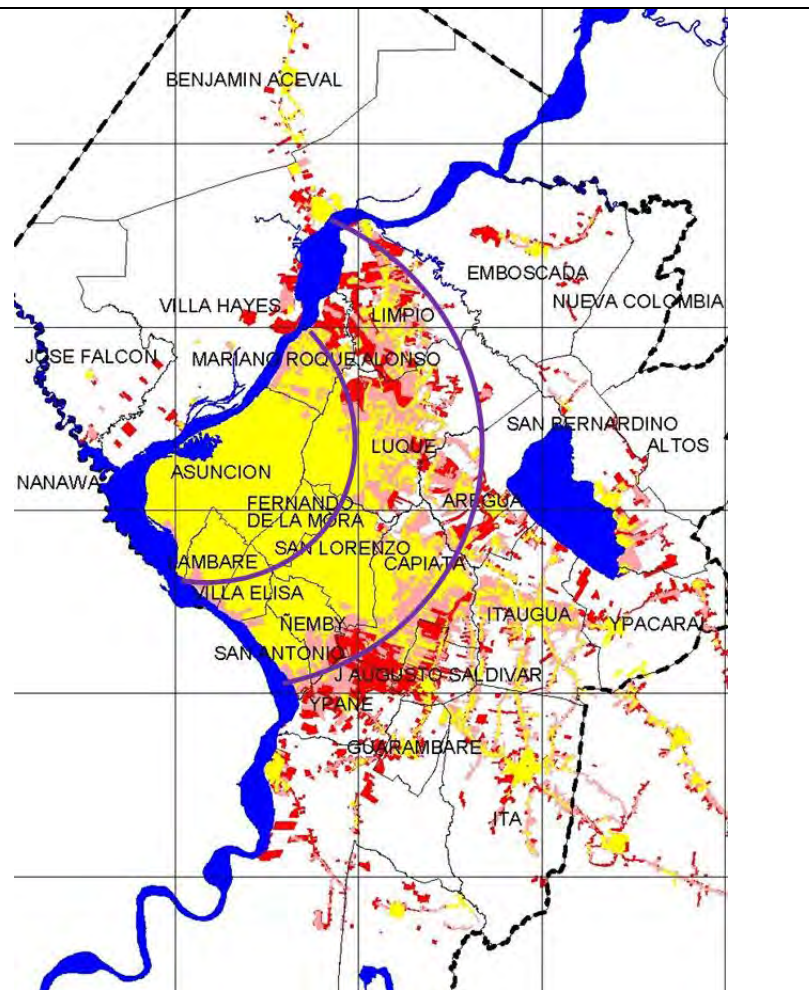 BENJAMIN ACEVAL
EMBOSCADA
NUEVA COLOMBIA
VILLA HAYES
LIMPIO
JOSE FALCON
MARIANO ROQUE ALONSO
SAN BERNARDINO
LUQUE
ALTOS
ASUNCION
NANAWA
AREGUA
FERNANDO
DE LA MORA
SAN LORENZO
LAMBARE
CAPIATA
VILLA ELISA
ITAUGUA
ÑEMBY
YPACARAI
SAN ANTONIO
J AUGUSTO SALDIVAR
YPANE
GUARAMBARE
ITA